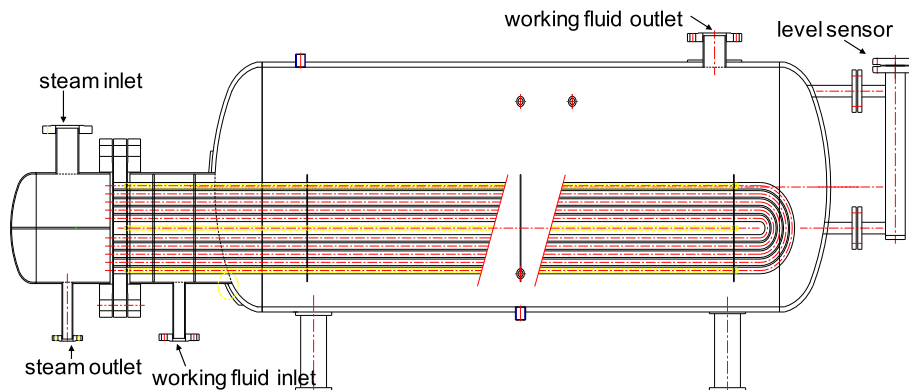 working fluid outlet
level sensor
steam inlet
steam outlet
working fluid inlet